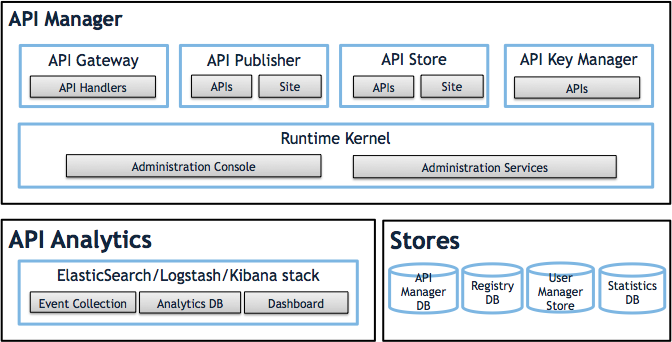 API Manager
API Gateway
API Handlers
API Publisher
APIs
Site
API Store
APIs
Site
API Key Manager
APIs
Runtime Kernel
Administration Console
Administration Services
API Analytics
ElasticSearch/Logstash/Kibana stack
Event Collection
Analytics DB
Dashboard
Stores
API
Manager
DB
Registry
DB
User
Manager
Store
Statistics
DB